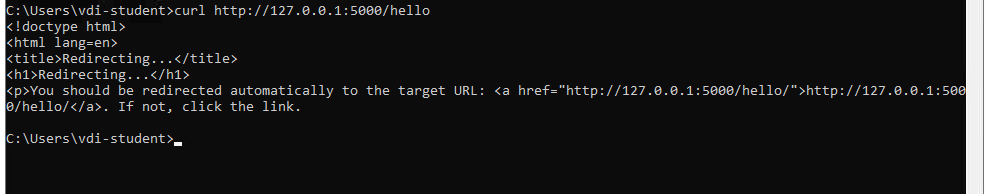 C:\Users\vdi-student>curl http://127.0.0.1:5000/hello
<!doctype html>
<html lang=en>
<title>Redirecting...</title>
<h1>Redirecting...</h1>
<p>You should be redirected automatically to the target URL: <a href="http://127.0.0.1:5000/hello/">http://127.0.0.1:500
0/hello/</a>. If not, click the link.
C:\Users\vdi-student>